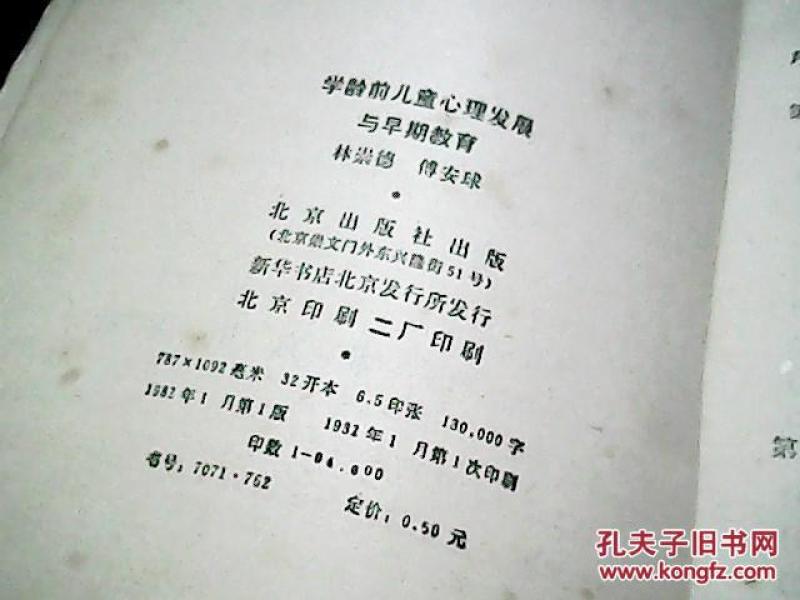 学龄前儿童心理发展
与早期教育
林崇德 傅安球
北京出版社出版
(北京崇文门外东兴隆街51号)
新华书店北京发行所发行
北京印刷二厂印刷
787×1092毫米 32开本 6.5印张 130,000字
1982年1月第1版 1982年1月第1次印刷
印数1—
书号：7071·762 定价：0.50元
第
孔夫子旧书网
kongfz.com